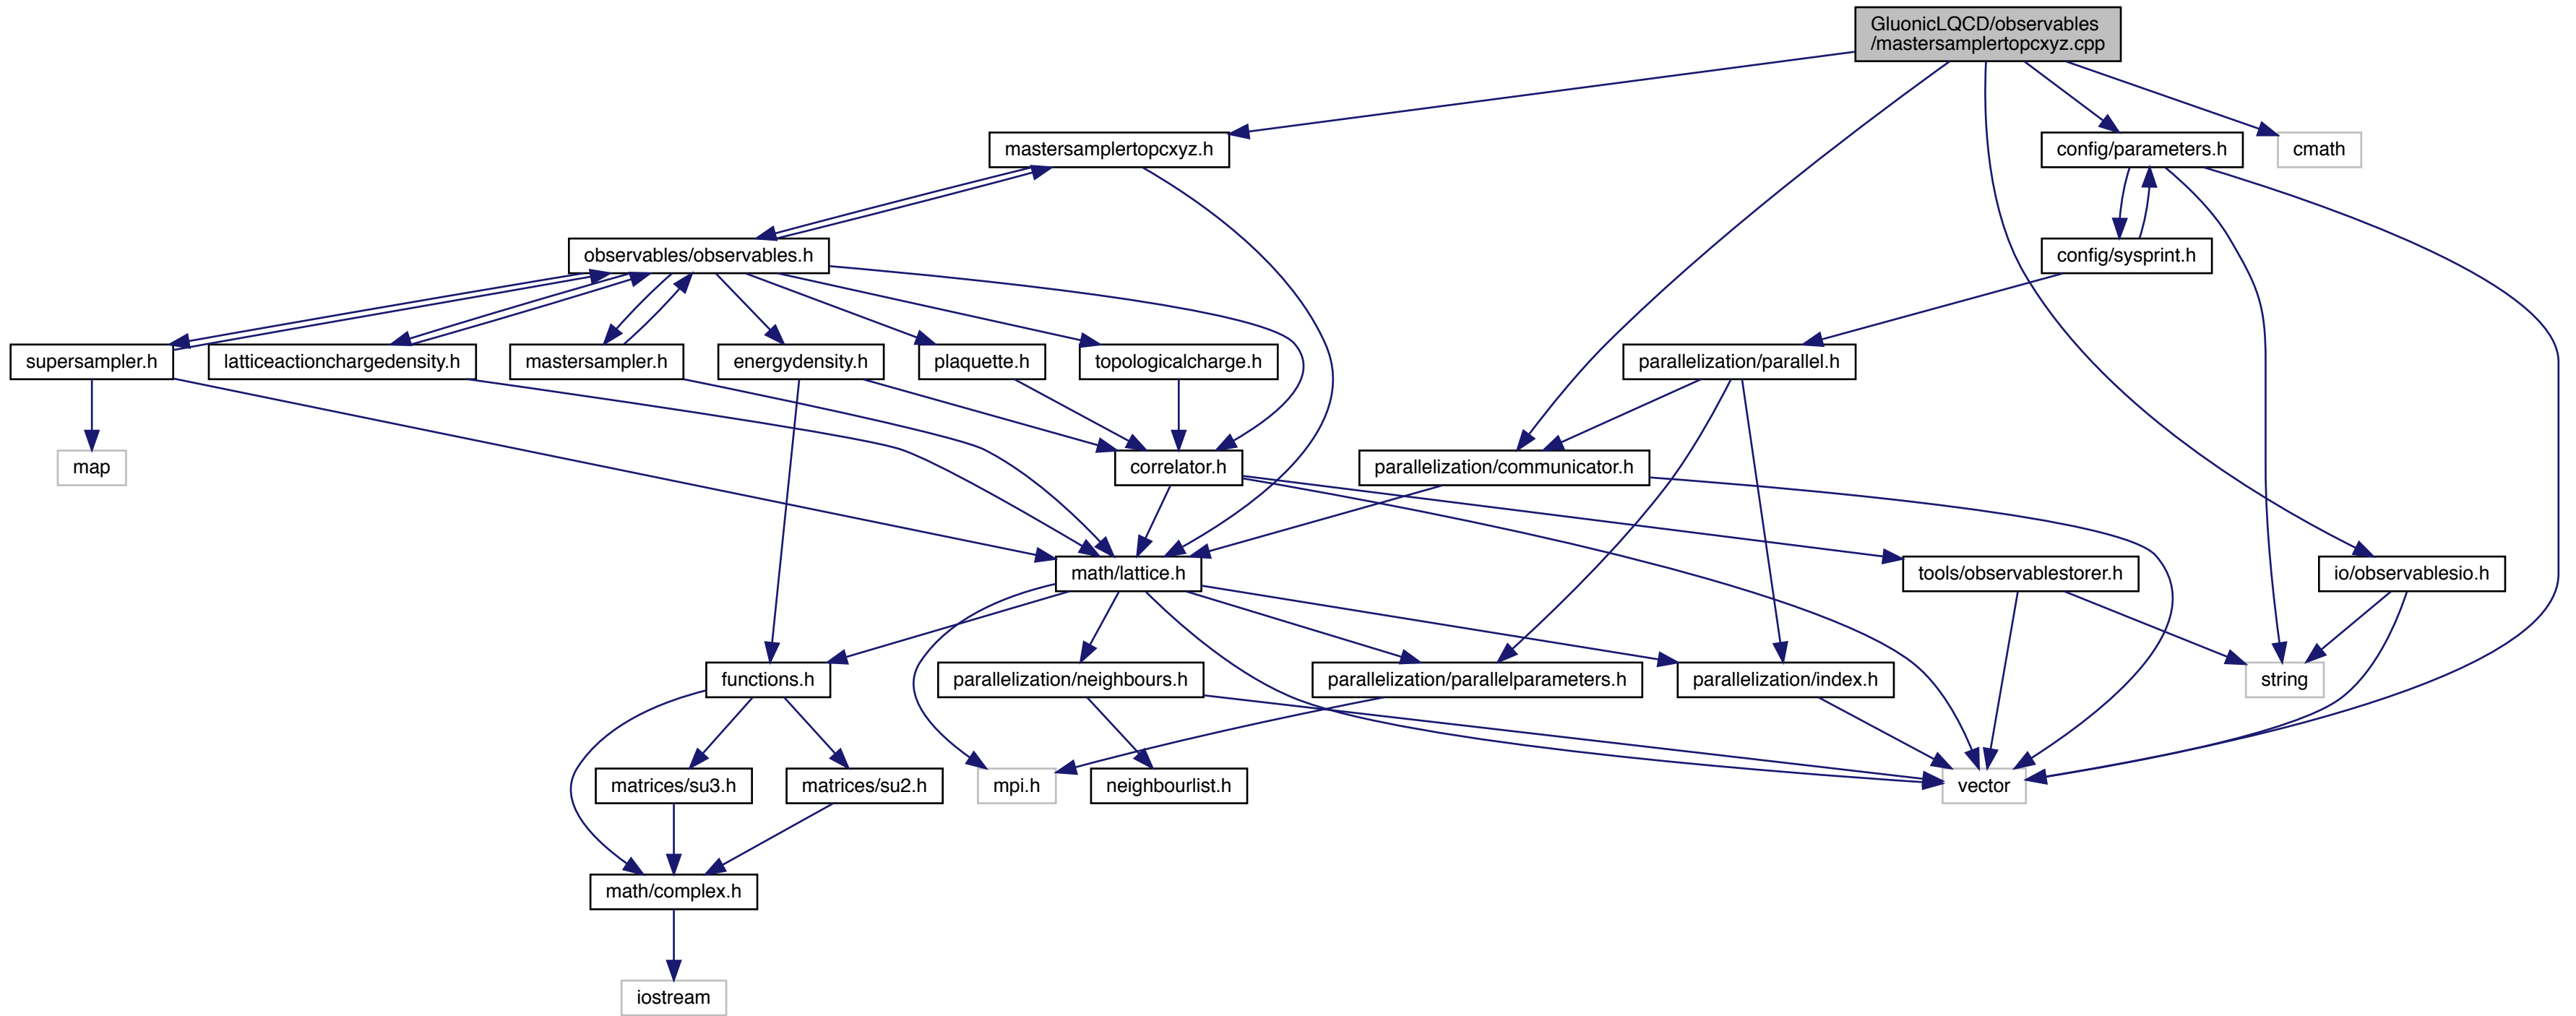 GluonicLQCD/observables
/mastersamplertopcxyz.cpp
mastersamplertopcxyz.h
config/parameters.h
cmath
observables/observables.h
config/sysprint.h
supersampler.h
latticeactionchargedensity.h
mastersampler.h
energydensity.h
plaquette.h
topologicalcharge.h
parallelization/parallel.h
map
correlator.h
parallelization/communicator.h
math/lattice.h
tools/observablestorer.h
io/observablesio.h
functions.h
parallelization/neighbours.h
parallelization/parallelparameters.h
parallelization/index.h
string
matrices/su3.h
matrices/su2.h
mpi.h
neighbourlist.h
vector
math/complex.h
iostream